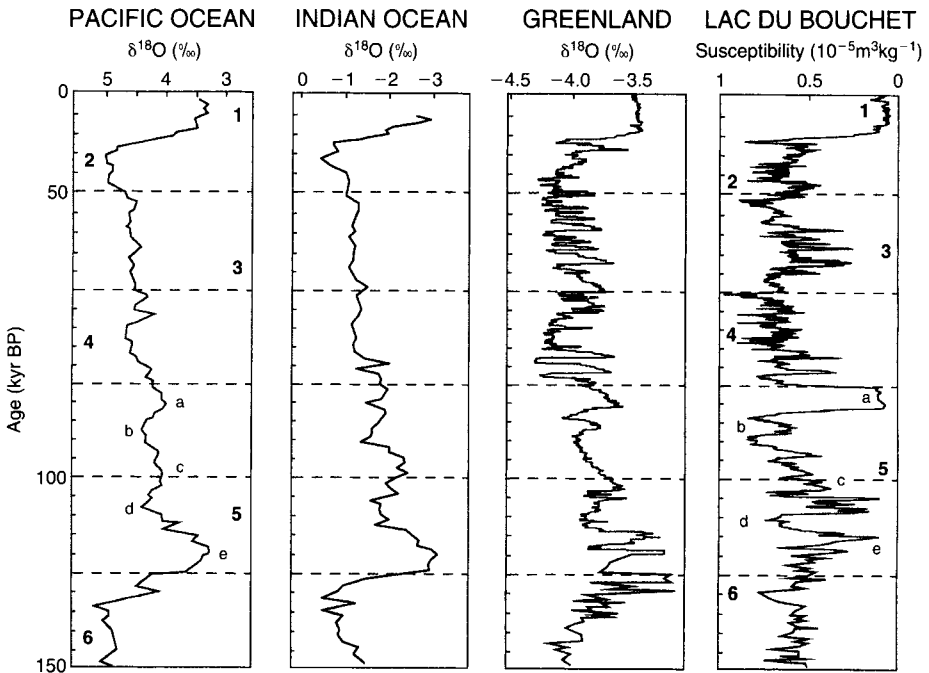 PACIFIC OCEAN INDIAN OCEAN GREENLAND LAC DU BOUCHET
δ¹⁸O (‰) δ¹⁸O (‰) δ¹⁸O (‰) Susceptibility (10⁻⁵m³kg⁻¹)
5 4 3 0 −1 −2 −3 −4.5 −4.0 −3.5 1 0.5 0
0
1 1
2 2
50
3 3
4 4
Age (kyr BP)
a a
b b
c 5 c
100
d 5 d
e e
6 6
150